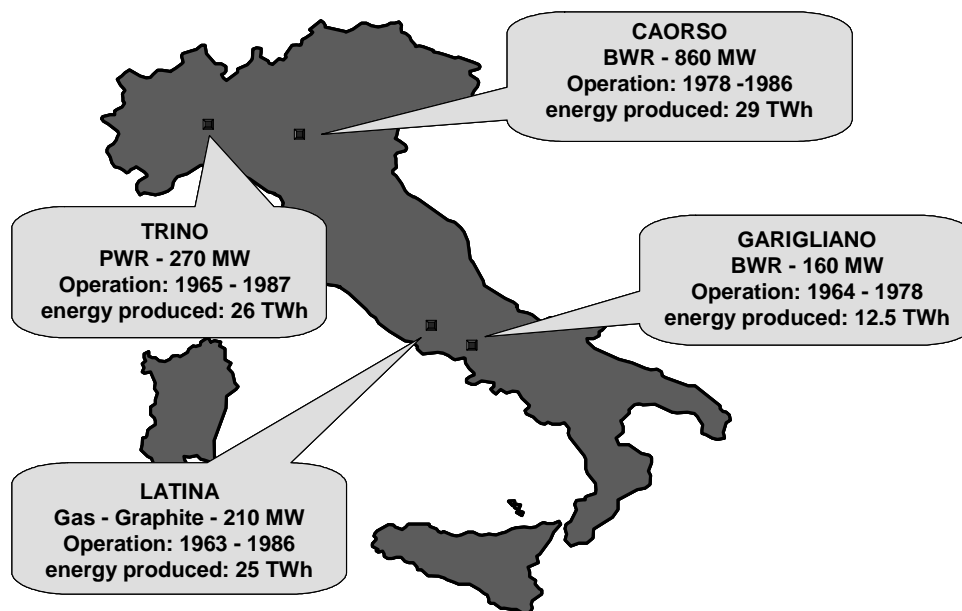 CAORSO
BWR - 860 MW
Operation: 1978 -1986
energy produced: 29 TWh
TRINO
PWR - 270 MW
Operation: 1965 - 1987
energy produced: 26 TWh
GARIGLIANO
BWR - 160 MW
Operation: 1964 - 1978
energy produced: 12.5 TWh
LATINA
Gas - Graphite - 210 MW
Operation: 1963 - 1986
energy produced: 25 TWh